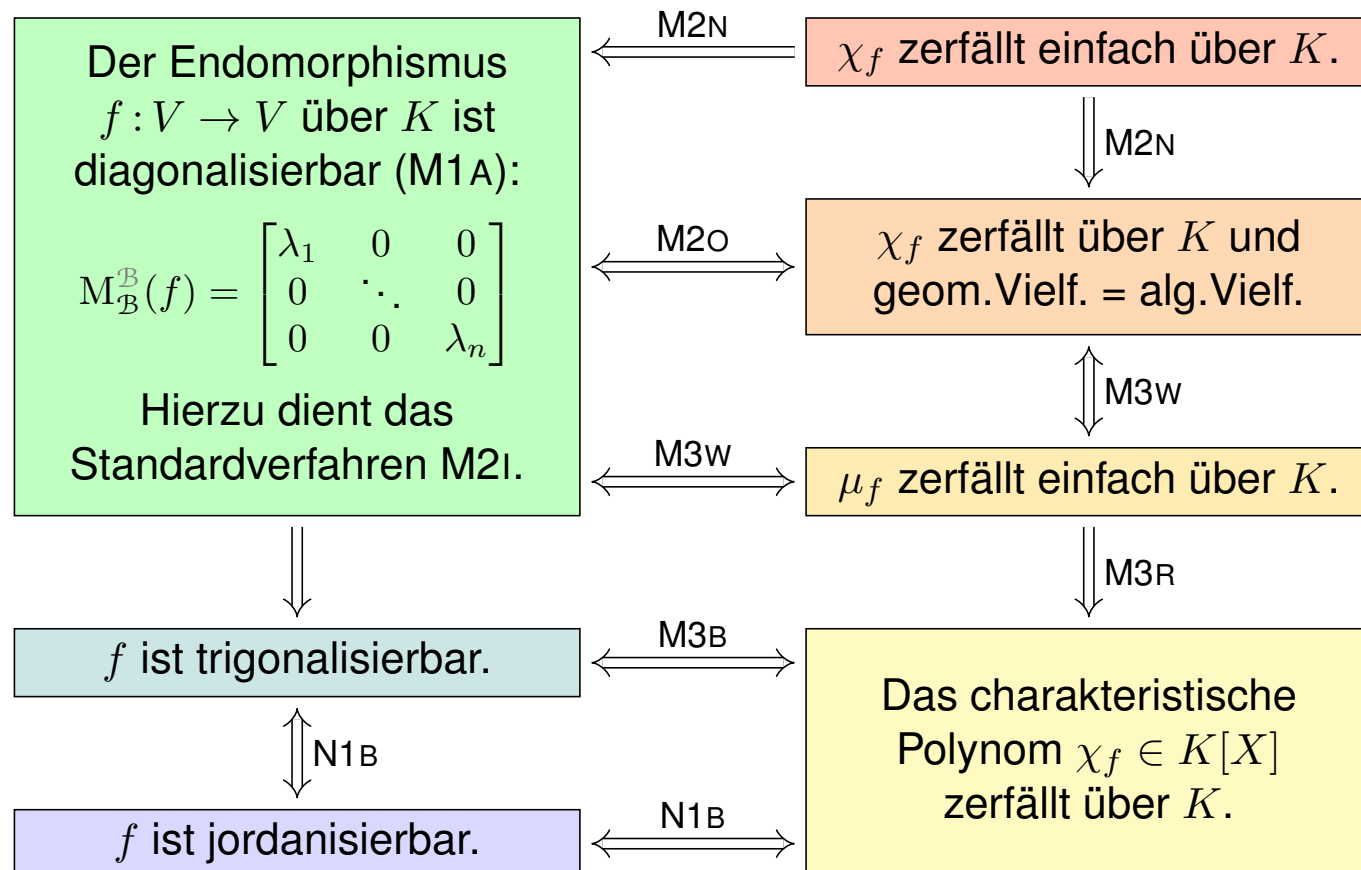 Der Endomorphismus
f : V → V über K ist
diagonalisierbar (M1A):
M_B^B(f) = [λ₁ 0 0
0 ⋱ 0
0 0 λₙ]
Hierzu dient das
Standardverfahren M2I.
M2N
χ_f zerfällt einfach über K.
M2N
M2O
χ_f zerfällt über K und
geom.Vielf. = alg.Vielf.
M3W
M3W
μ_f zerfällt einfach über K.
M3R
f ist trigonalisierbar.
M3B
Das charakteristische
Polynom χ_f ∈ K[X]
zerfällt über K.
N1B
f ist jordanisierbar.
N1B